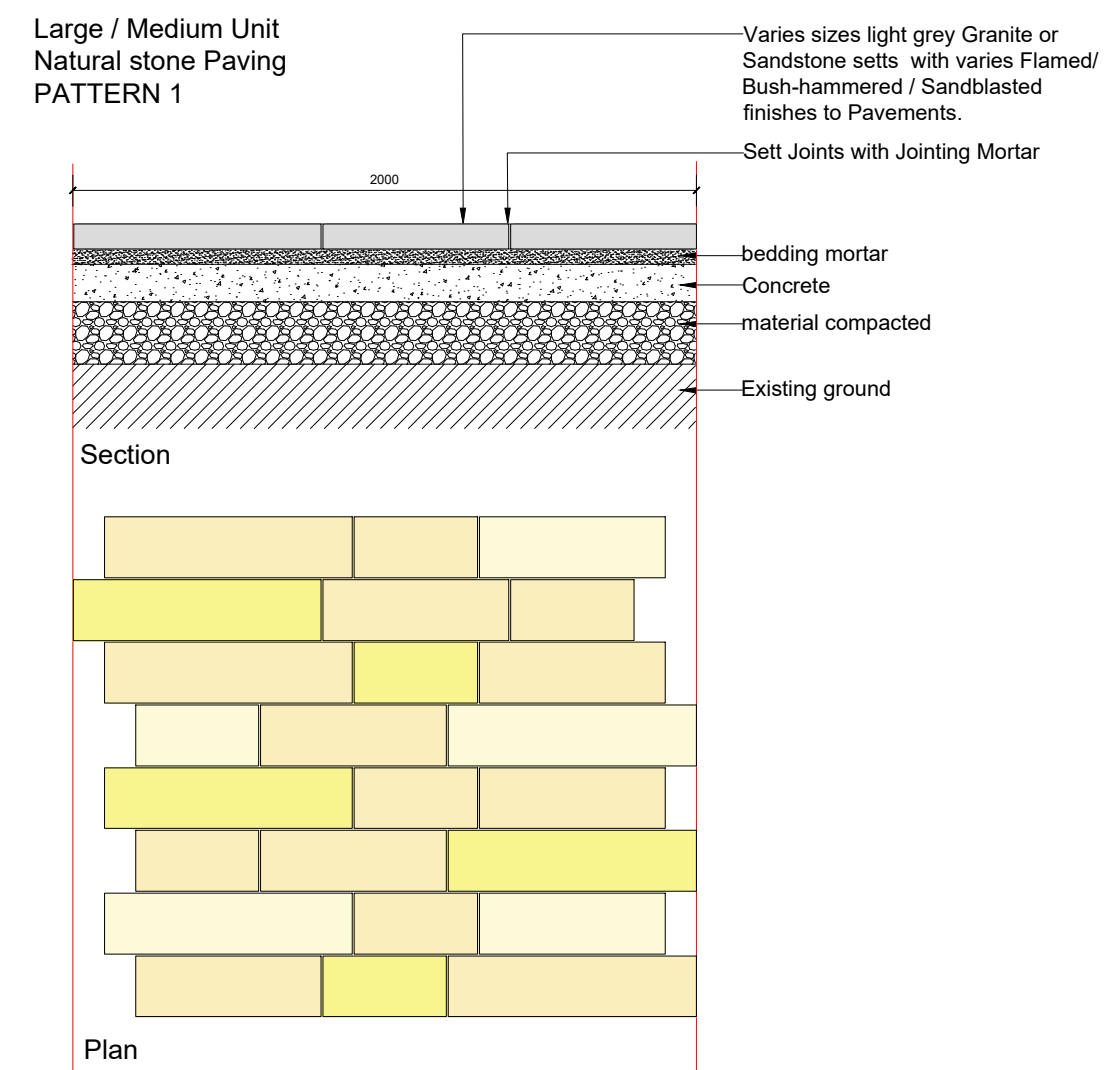 Large / Medium Unit
Natural stone Paving
PATTERN 1
Varies sizes light grey Granite or
Sandstone setts with varies Flamed/
Bush-hammered / Sandblasted
finishes to Pavements.
Sett Joints with Jointing Mortar
2000
bedding mortar
Concrete
material compacted
Existing ground
Section
Plan